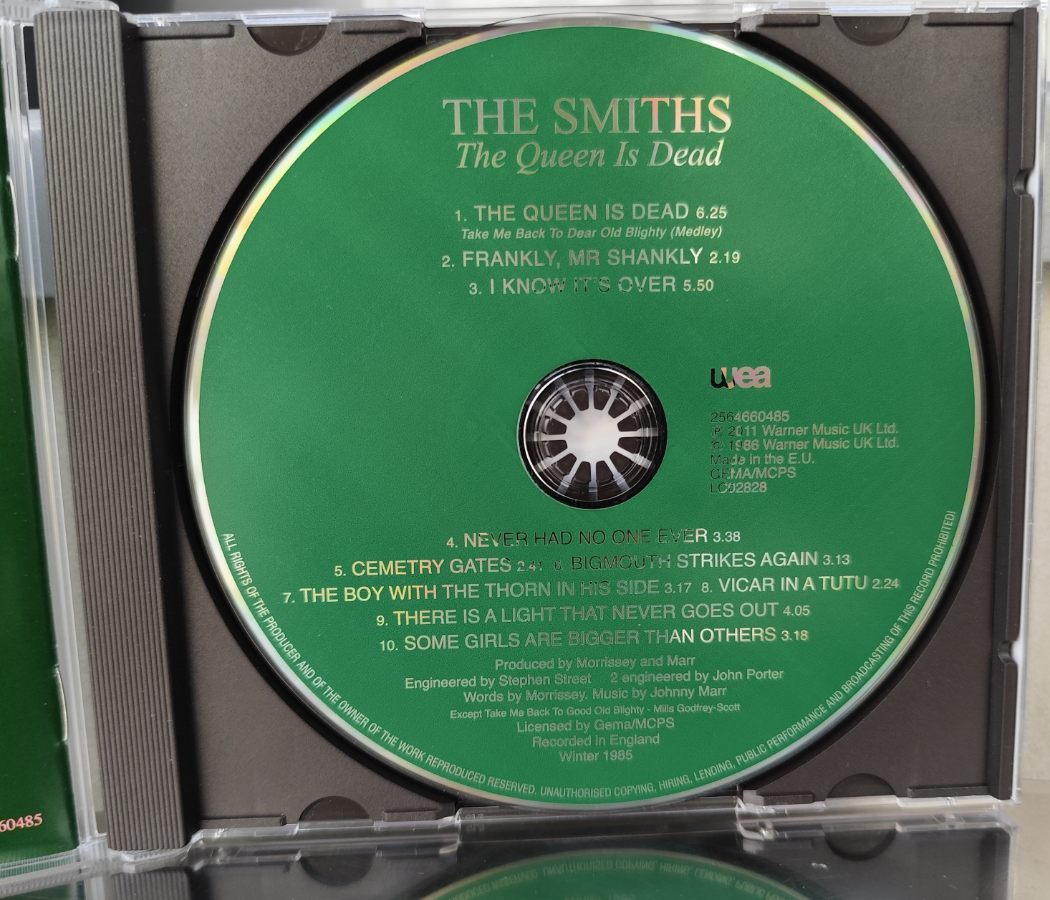 THE SMITHS
The Queen Is Dead
1. THE QUEEN IS DEAD 6.25
Take Me Back To Dear Old Blighty (Medley)
2. FRANKLY, MR SHANKLY 2.19
3. I KNOW IT'S OVER 5.50
wea
2564660485
℗ 2011 Warner Music UK Ltd.
© 1986 Warner Music UK Ltd.
Made in the E.U.
GEMA/MCPS
LC02828
4. NEVER HAD NO ONE EVER 3.38
5. CEMETRY GATES 2.41 6. BIGMOUTH STRIKES AGAIN 3.13
7. THE BOY WITH THE THORN IN HIS SIDE 3.17 8. VICAR IN A TUTU 2.24
9. THERE IS A LIGHT THAT NEVER GOES OUT 4.05
10. SOME GIRLS ARE BIGGER THAN OTHERS 3.18
Produced by Morrissey and Marr
Engineered by Stephen Street 2 engineered by John Porter
Words by Morrissey. Music by Johnny Marr
Except Take Me Back To Good Old Blighty - Mills Godfrey-Scott
Licensed by Gema/MCPS
Recorded in England
Winter 1985
ALL RIGHTS OF THE PRODUCER AND OF THE OWNER OF THE WORK REPRODUCED RESERVED. UNAUTHORISED COPYING, HIRING, LENDING, PUBLIC PERFORMANCE AND BROADCASTING OF THIS RECORD PROHIBITED!
60485